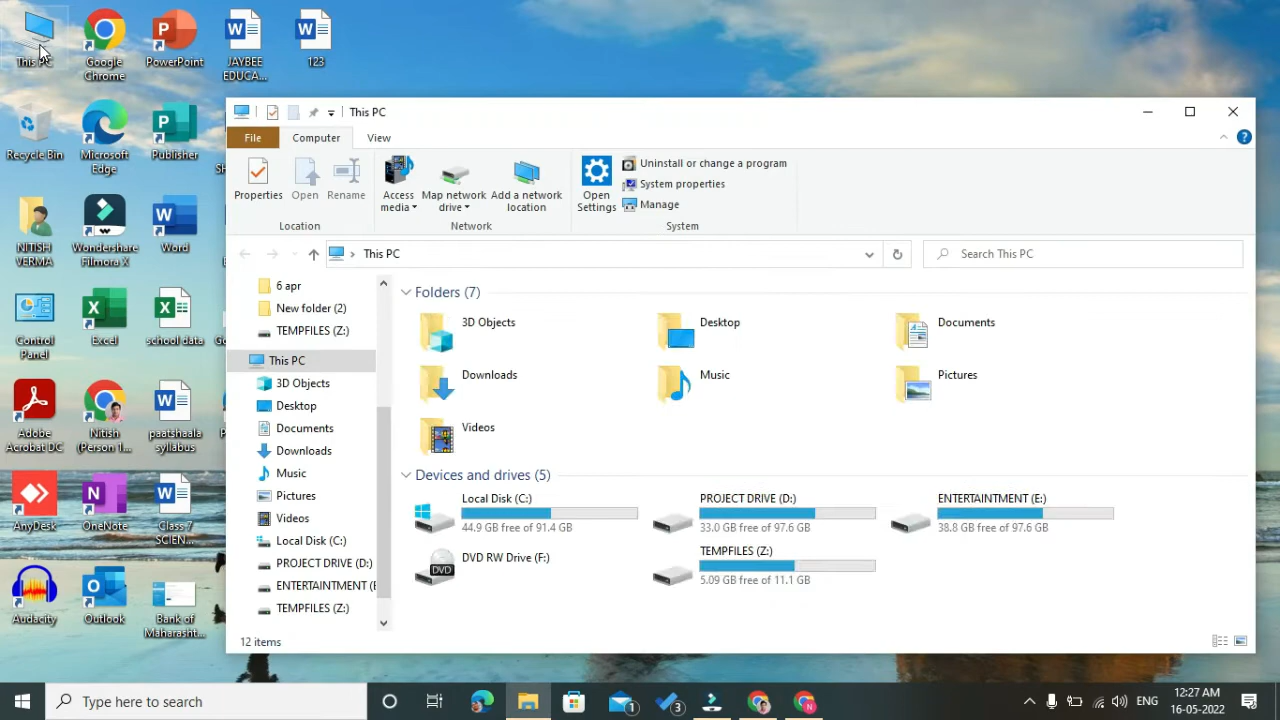 This PC
Google
Chrome
PowerPoint
JAYBEE
EDUCA...
123
Recycle Bin
Microsoft
Edge
Publisher
NITISH
VERMA
Wondershare
Filmora X
Word
Control
Panel
Excel
school data
Adobe
Acrobat DC
Nitish
(Person 1...
paatshaala
syllabus
AnyDesk
OneNote
Class 7
SCIEN...
Audacity
Outlook
Bank of
Maharasht...
This PC
File
Computer
View
Properties
Open
Rename
Location
Access
media
Map network
drive
Add a network
location
Network
Open
Settings
Uninstall or change a program
System properties
Manage
System
This PC
Search This PC
6 apr
New folder (2)
TEMPFILES (Z:)
This PC
3D Objects
Desktop
Documents
Downloads
Music
Pictures
Videos
Local Disk (C:)
PROJECT DRIVE (D:)
ENTERTAINTMENT (E
TEMPFILES (Z:)
Folders (7)
3D Objects
Desktop
Documents
Downloads
Music
Pictures
Videos
Devices and drives (5)
Local Disk (C:)
44.9 GB free of 91.4 GB
PROJECT DRIVE (D:)
33.0 GB free of 97.6 GB
ENTERTAINTMENT (E:)
38.8 GB free of 97.6 GB
DVD RW Drive (F:)
DVD
TEMPFILES (Z:)
5.09 GB free of 11.1 GB
12 items
Type here to search
1
3
ENG
12:27 AM
16-05-2022